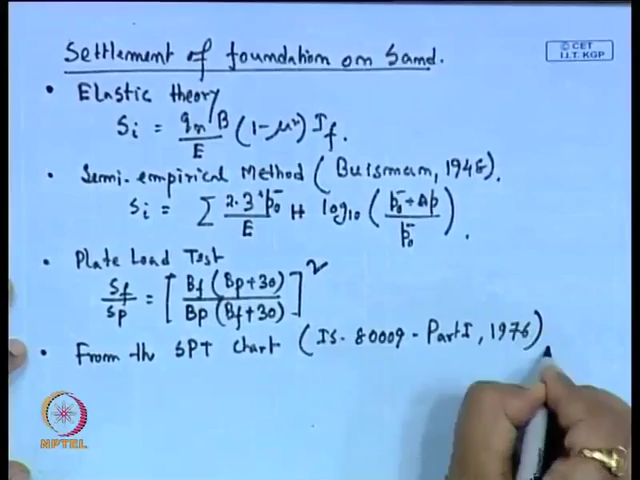 Settlement of foundation on Sand.
© CET
I.I.T. KGP
• Elastic theory
Si = qn B / E (1-μ²) If.
• Semi-empirical Method (Buisman, 1948).
Si = Σ 2.3 p̄o / E H log10 (p̄o + Δp / p̄o).
• Plate Load Test
Sf / Sp = [Bf (Bp+30) / Bp (Bf+30)]²
• From the SPT Chart (IS-80009-Part I, 1976)
NPTEL